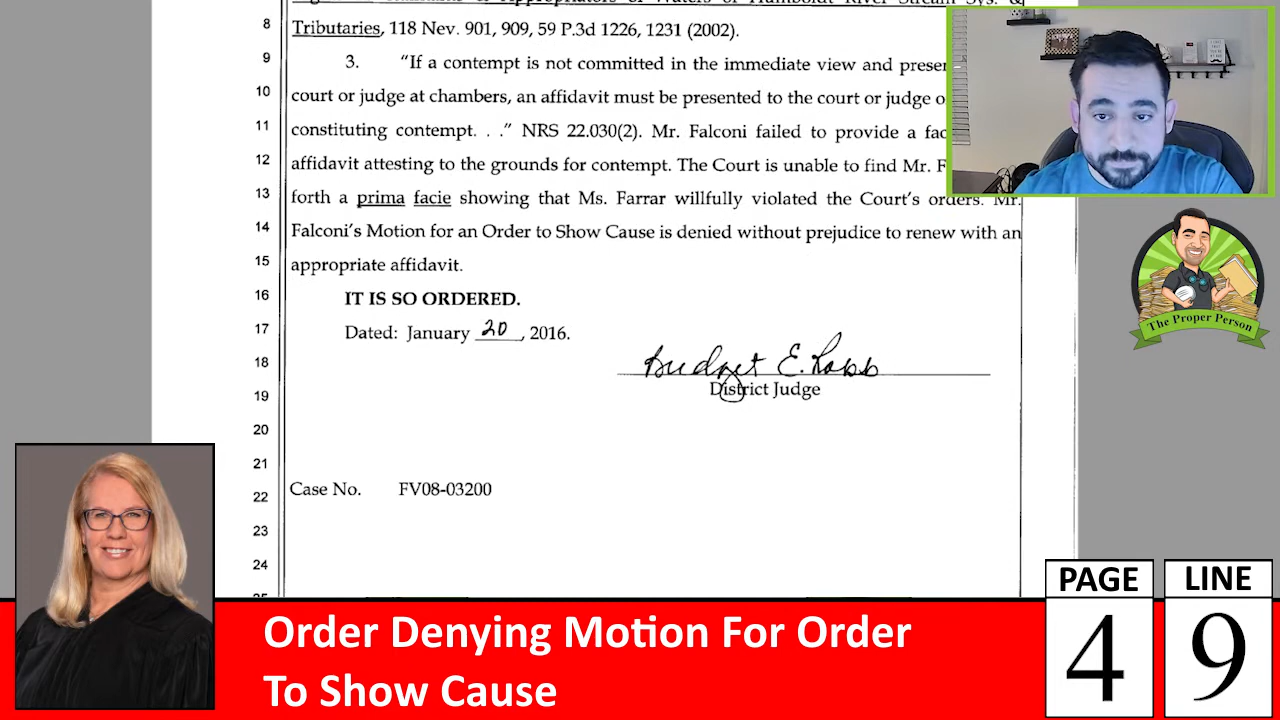 8
Tributaries, 118 Nev. 901, 909, 59 P.3d 1226, 1231 (2002).
9 3. “If a contempt is not committed in the immediate view and presen
10 court or judge at chambers, an affidavit must be presented to the court or judge o
11 constituting contempt. . .” NRS 22.030(2). Mr. Falconi failed to provide a fac
12 affidavit attesting to the grounds for contempt. The Court is unable to find Mr. F
13 forth a prima facie showing that Ms. Farrar willfully violated the Court’s orders. Mr.
14 Falconi’s Motion for an Order to Show Cause is denied without prejudice to renew with an
15 appropriate affidavit.
16 IT IS SO ORDERED.
17 Dated: January 20, 2016.
18 Bridget E. Robb
19 District Judge
20
21
Case No. FV08-03200
22
23
24
The Proper Person
Order Denying Motion For Order
To Show Cause
PAGE
4
LINE
9